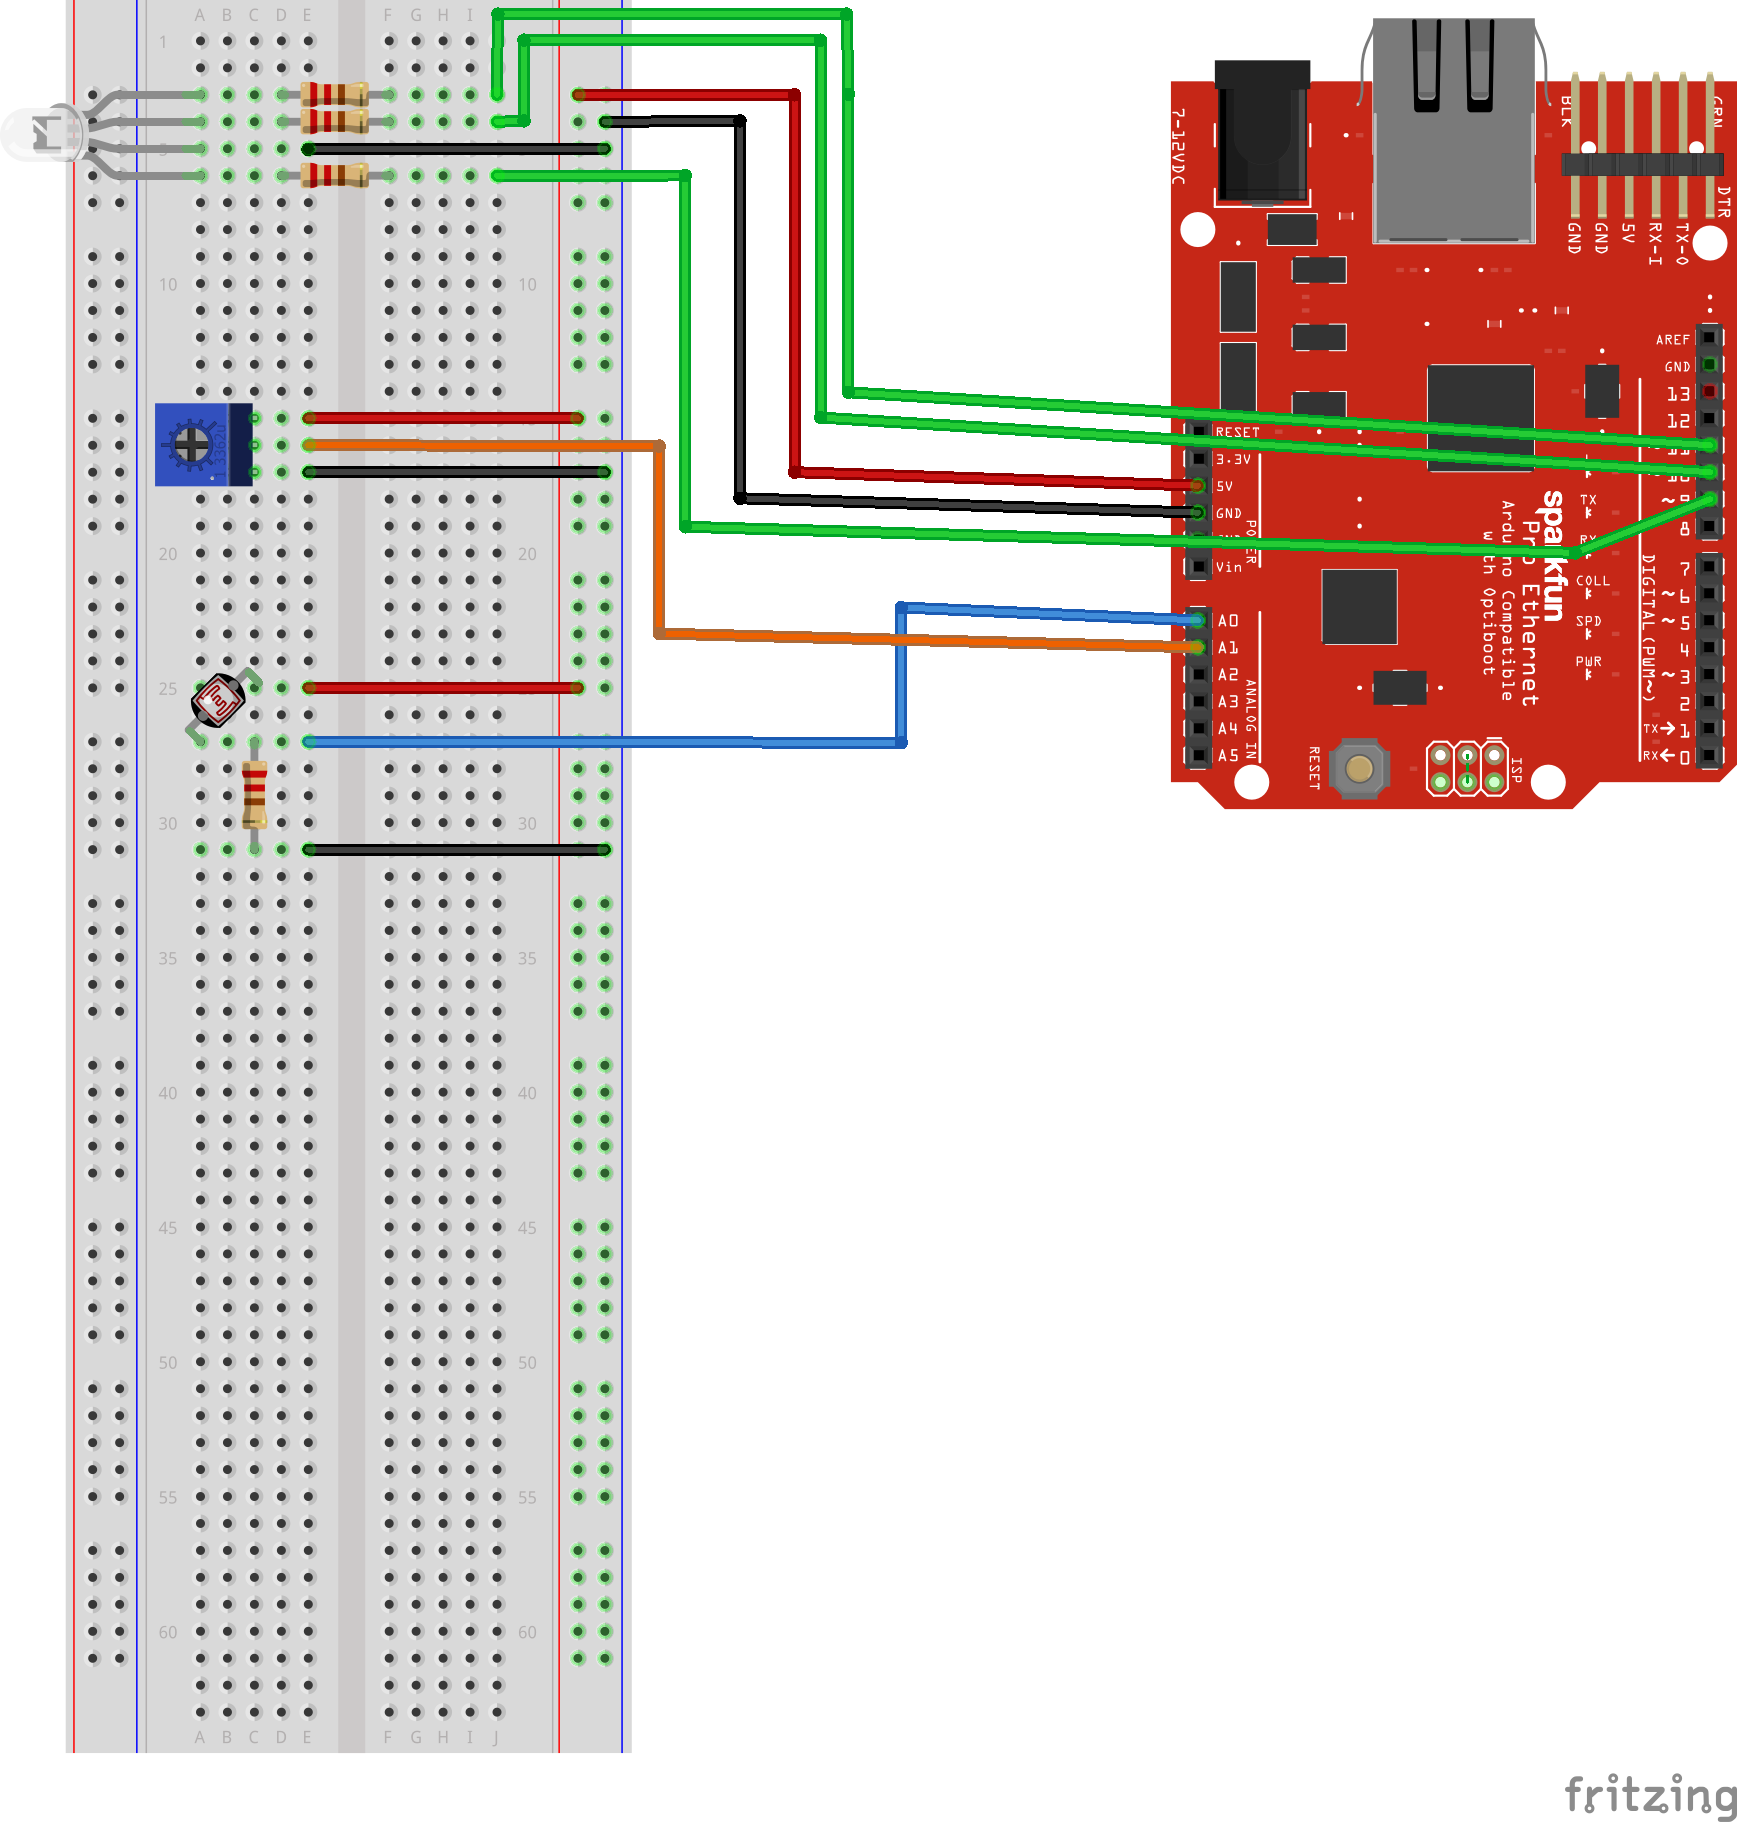 A B C D E F G H I
1
10 10
20 20
25
30 30
35 35
40 40
45 45
50 50
55 55
60 60
A B C D E F G H I J
7-12VDC
BLK
GRN
DTR
GND
GND
5V
RX-I
TX-O
AREF
GND
13
12
11
10
~9
8
7
~6
~5
4
~3
2
TX→1
RX←0
DIGITAL (PWM~)
RESET
3.3V
5V
GND
Vin
POWER
A0
A1
A2
A3
A4
A5
ANALOG IN
TX
RX
COLL
SPD
PWR
sparkfun
Pro Ethernet
Arduino Compatible
with Optiboot
RESET
ISP
fritzing